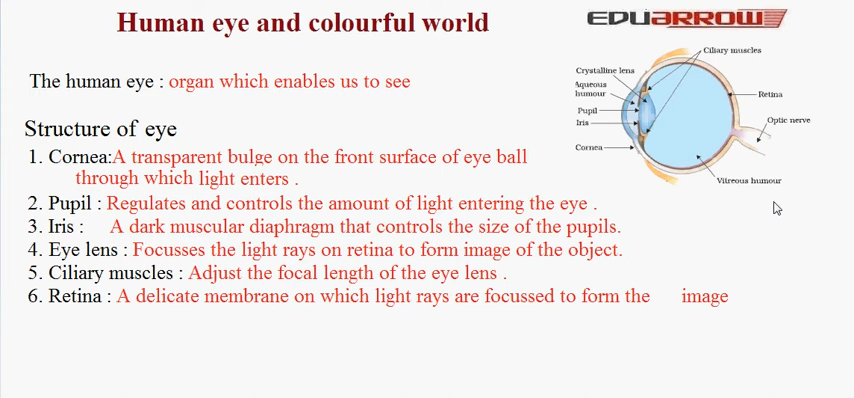 Human eye and colourful world
EDUARROW
The human eye : organ which enables us to see
Structure of eye
1. Cornea:A transparent bulge on the front surface of eye ball
through which light enters .
2. Pupil : Regulates and controls the amount of light entering the eye .
3. Iris : A dark muscular diaphragm that controls the size of the pupils.
4. Eye lens : Focusses the light rays on retina to form image of the object.
5. Ciliary muscles : Adjust the focal length of the eye lens .
6. Retina : A delicate membrane on which light rays are focussed to form the image
Ciliary muscles
Crystalline lens
Aqueous
humour
Pupil
Iris
Cornea
Retina
Optic nerve
Vitreous humour